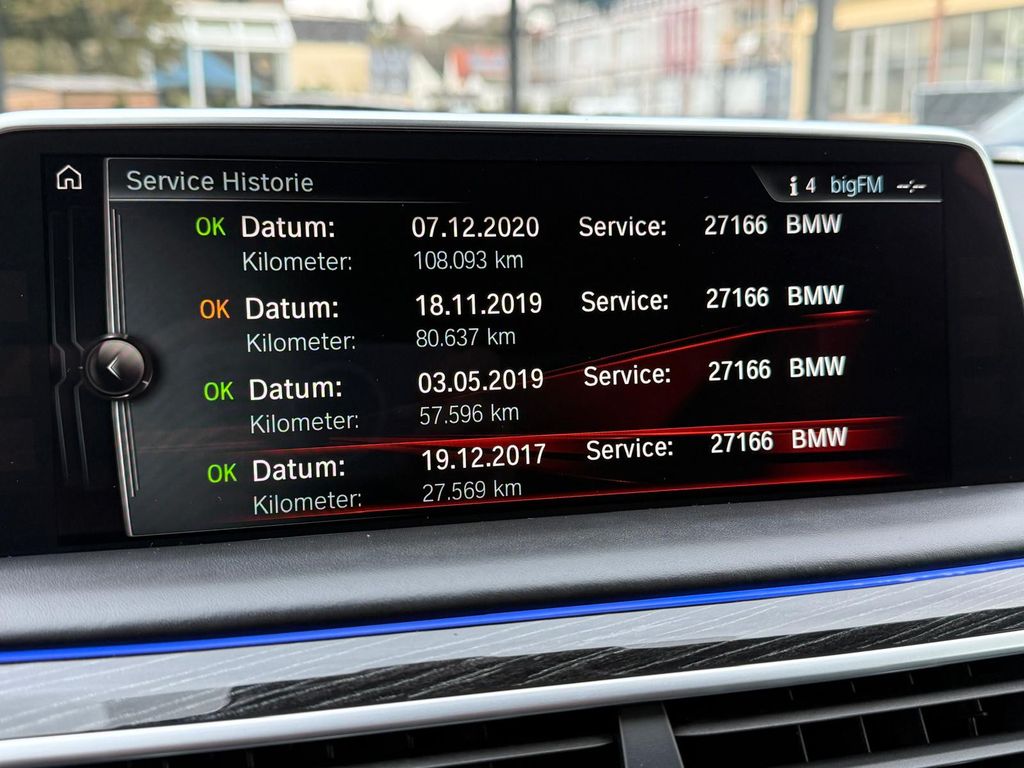 Service Historie
i 4 bigFM -:-
OK Datum: 07.12.2020 Service: 27166 BMW
Kilometer: 108.093 km
OK Datum: 18.11.2019 Service: 27166 BMW
Kilometer: 80.637 km
OK Datum: 03.05.2019 Service: 27166 BMW
Kilometer: 57.596 km
OK Datum: 19.12.2017 Service: 27166 BMW
Kilometer: 27.569 km